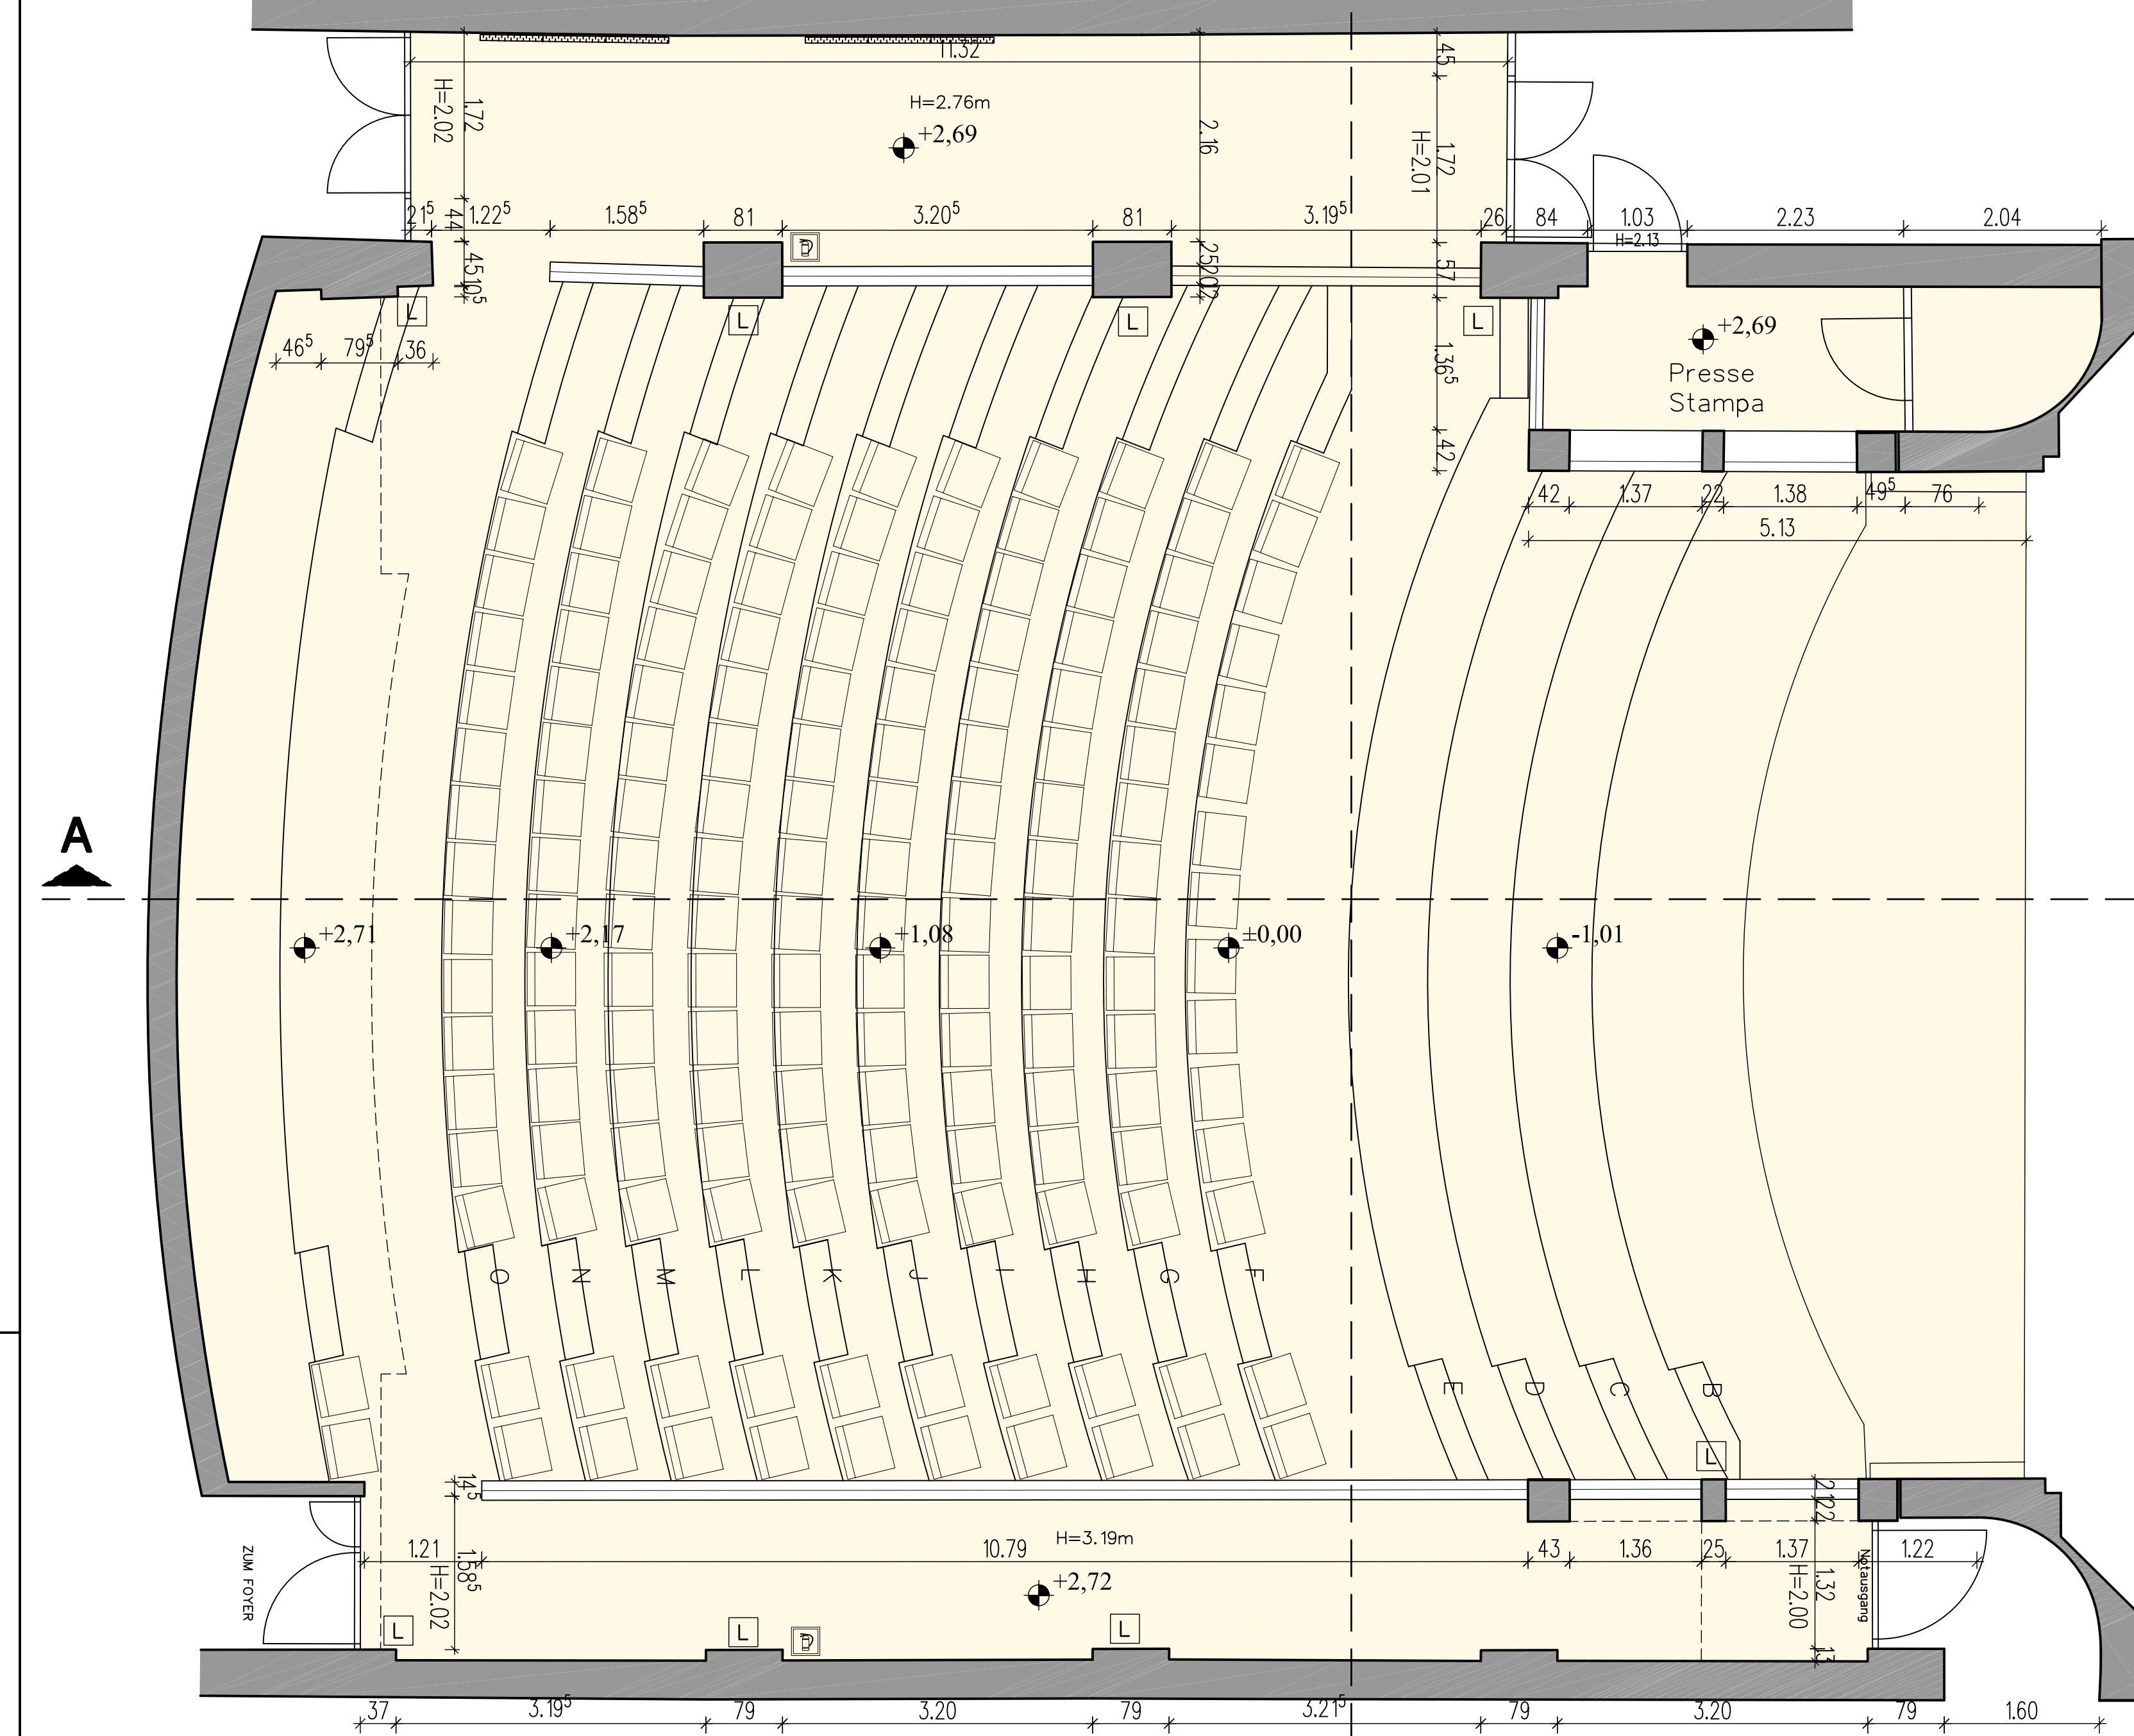 11.32
45
H=2.02
1.72
H=2.76m
+2,69
2.16
H=2.01
1.72
21⁵
44
1.22⁵
1.58⁵
81
3.20⁵
81
3.19⁵
26
84
1.03
2.23
2.04
H=2.13
57
L
L
L
L
46⁵
79⁵
36
1.36⁵
+2,69
Presse
Stampa
42
42
1.37
22
1.38
49⁵
76
5.13
A
+2,71
+2,17
+1,08
±0,00
-1,01
O
N
M
L
K
J
I
H
G
F
E
D
C
B
L
14⁵
ZUM FOYER
1.21
1.58⁵
H=2.02
10.79
H=3.19m
+2,72
43
1.36
25
1.37
H=2.00
1.32
Notausgang
1.22
L
L
L
13
37
3.19⁵
79
3.20
79
3.21⁵
79
3.20
79
1.60